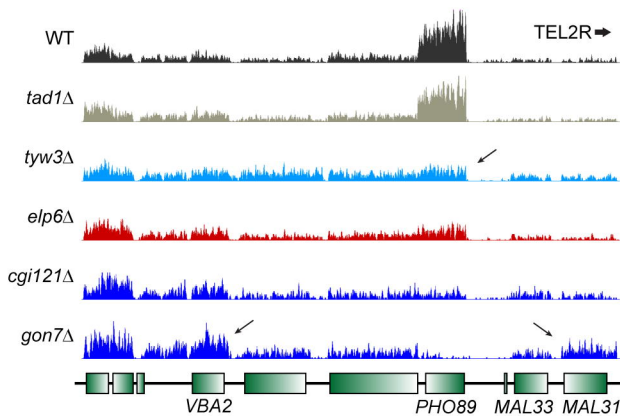 WT
TEL2R
tad1Δ
tyw3Δ
elp6Δ
cgi121Δ
gon7Δ
VBA2 PHO89 MAL33 MAL31